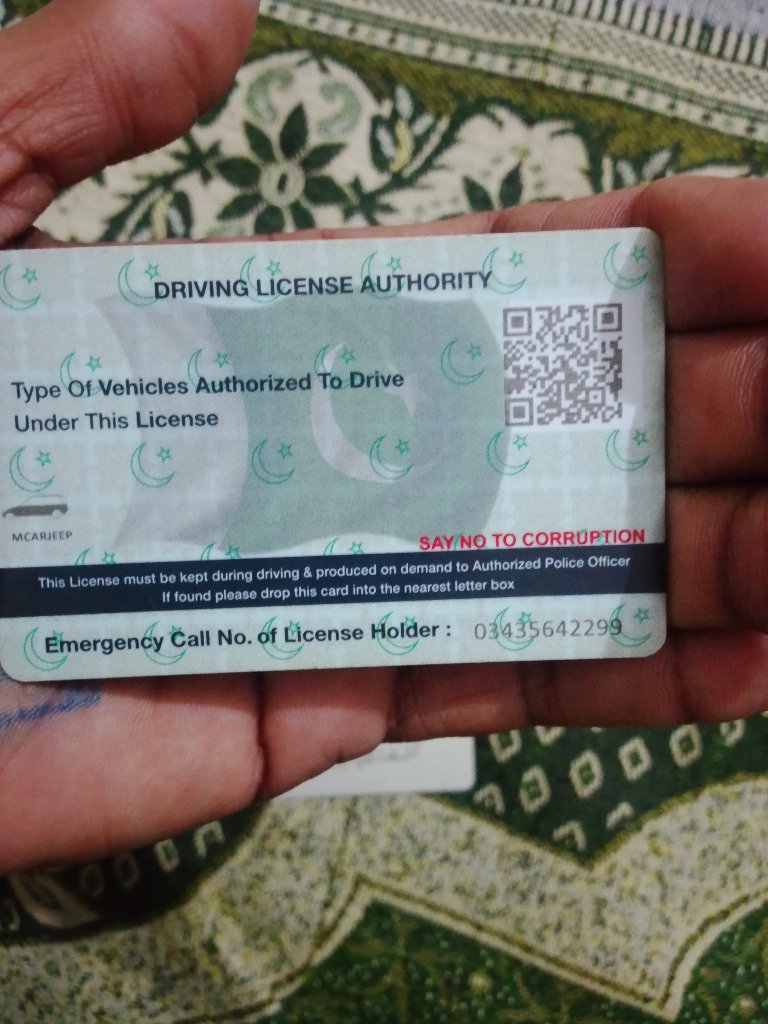 DRIVING LICENSE AUTHORITY
Type Of Vehicles Authorized To Drive
Under This License
MCARJEEP
SAY NO TO CORRUPTION
This License must be kept during driving & produced on demand to Authorized Police Officer
If found please drop this card into the nearest letter box
Emergency Call No. of License Holder : 03435642299